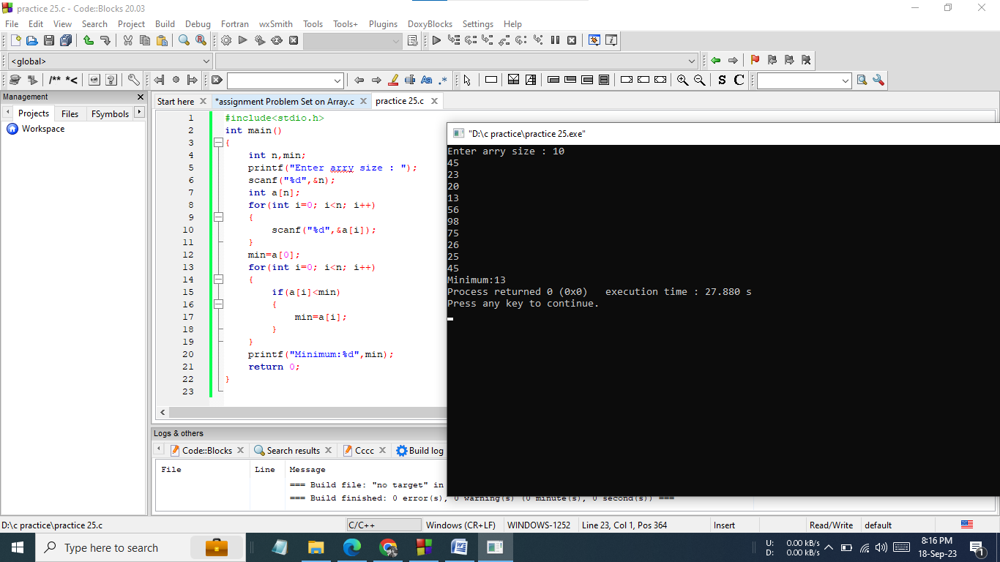 practice 25.c - Code::Blocks 20.03
File Edit View Search Project Build Debug Fortran wxSmith Tools Tools+ Plugins DoxyBlocks Settings Help
<global>
/** *<
Aa .*
S C
Management
Projects Files FSymbols
Workspace
Start here *assignment Problem Set on Array.c practice 25.c
1 #include<stdio.h>
2 int main()
3 {
4 int n,min;
5 printf("Enter arry size : ");
6 scanf("%d",&n);
7 int a[n];
8 for(int i=0; i<n; i++)
9 {
10 scanf("%d",&a[i]);
11 }
12 min=a[0];
13 for(int i=0; i<n; i++)
14 {
15 if(a[i]<min)
16 {
17 min=a[i];
18 }
19 }
20 printf("Minimum:%d",min);
21 return 0;
22 }
23
"D:\c practice\practice 25.exe"
Enter arry size : 10
45
23
20
13
56
98
75
26
25
45
Minimum:13
Process returned 0 (0x0) execution time : 27.880 s
Press any key to continue.
Logs & others
Code::Blocks Search results Cccc Build log
File Line Message
=== Build file: "no target" in
=== Build finished: 0 error(s), 0 warning(s) (0 minute(s), 0 second(s)) ===
D:\c practice\practice 25.c C/C++ Windows (CR+LF) WINDOWS-1252 Line 23, Col 1, Pos 364 Insert Read/Write default
Type here to search
U: 0.00 kB/s
D: 0.00 kB/s
8:16 PM
18-Sep-23
1